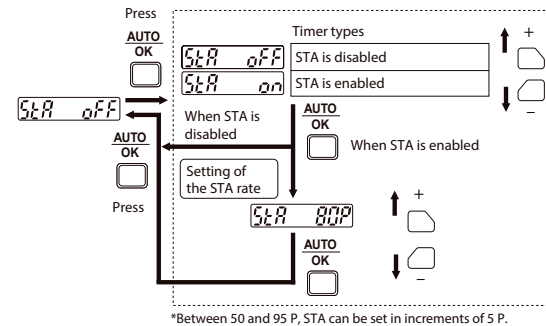 Press
AUTO
OK
StA oFF
AUTO
OK
Press
Timer types
StA oFF
STA is disabled
StA on
STA is enabled
+
−
When STA is
disabled
AUTO
OK
When STA is enabled
Setting of
the STA rate
StA 80P
+
−
AUTO
OK
*Between 50 and 95 P, STA can be set in increments of 5 P.